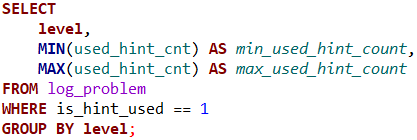 SELECT
    level,
    MIN(used_hint_cnt) AS min_used_hint_count,
    MAX(used_hint_cnt) AS max_used_hint_count
FROM log_problem
WHERE is_hint_used == 1
GROUP BY level;